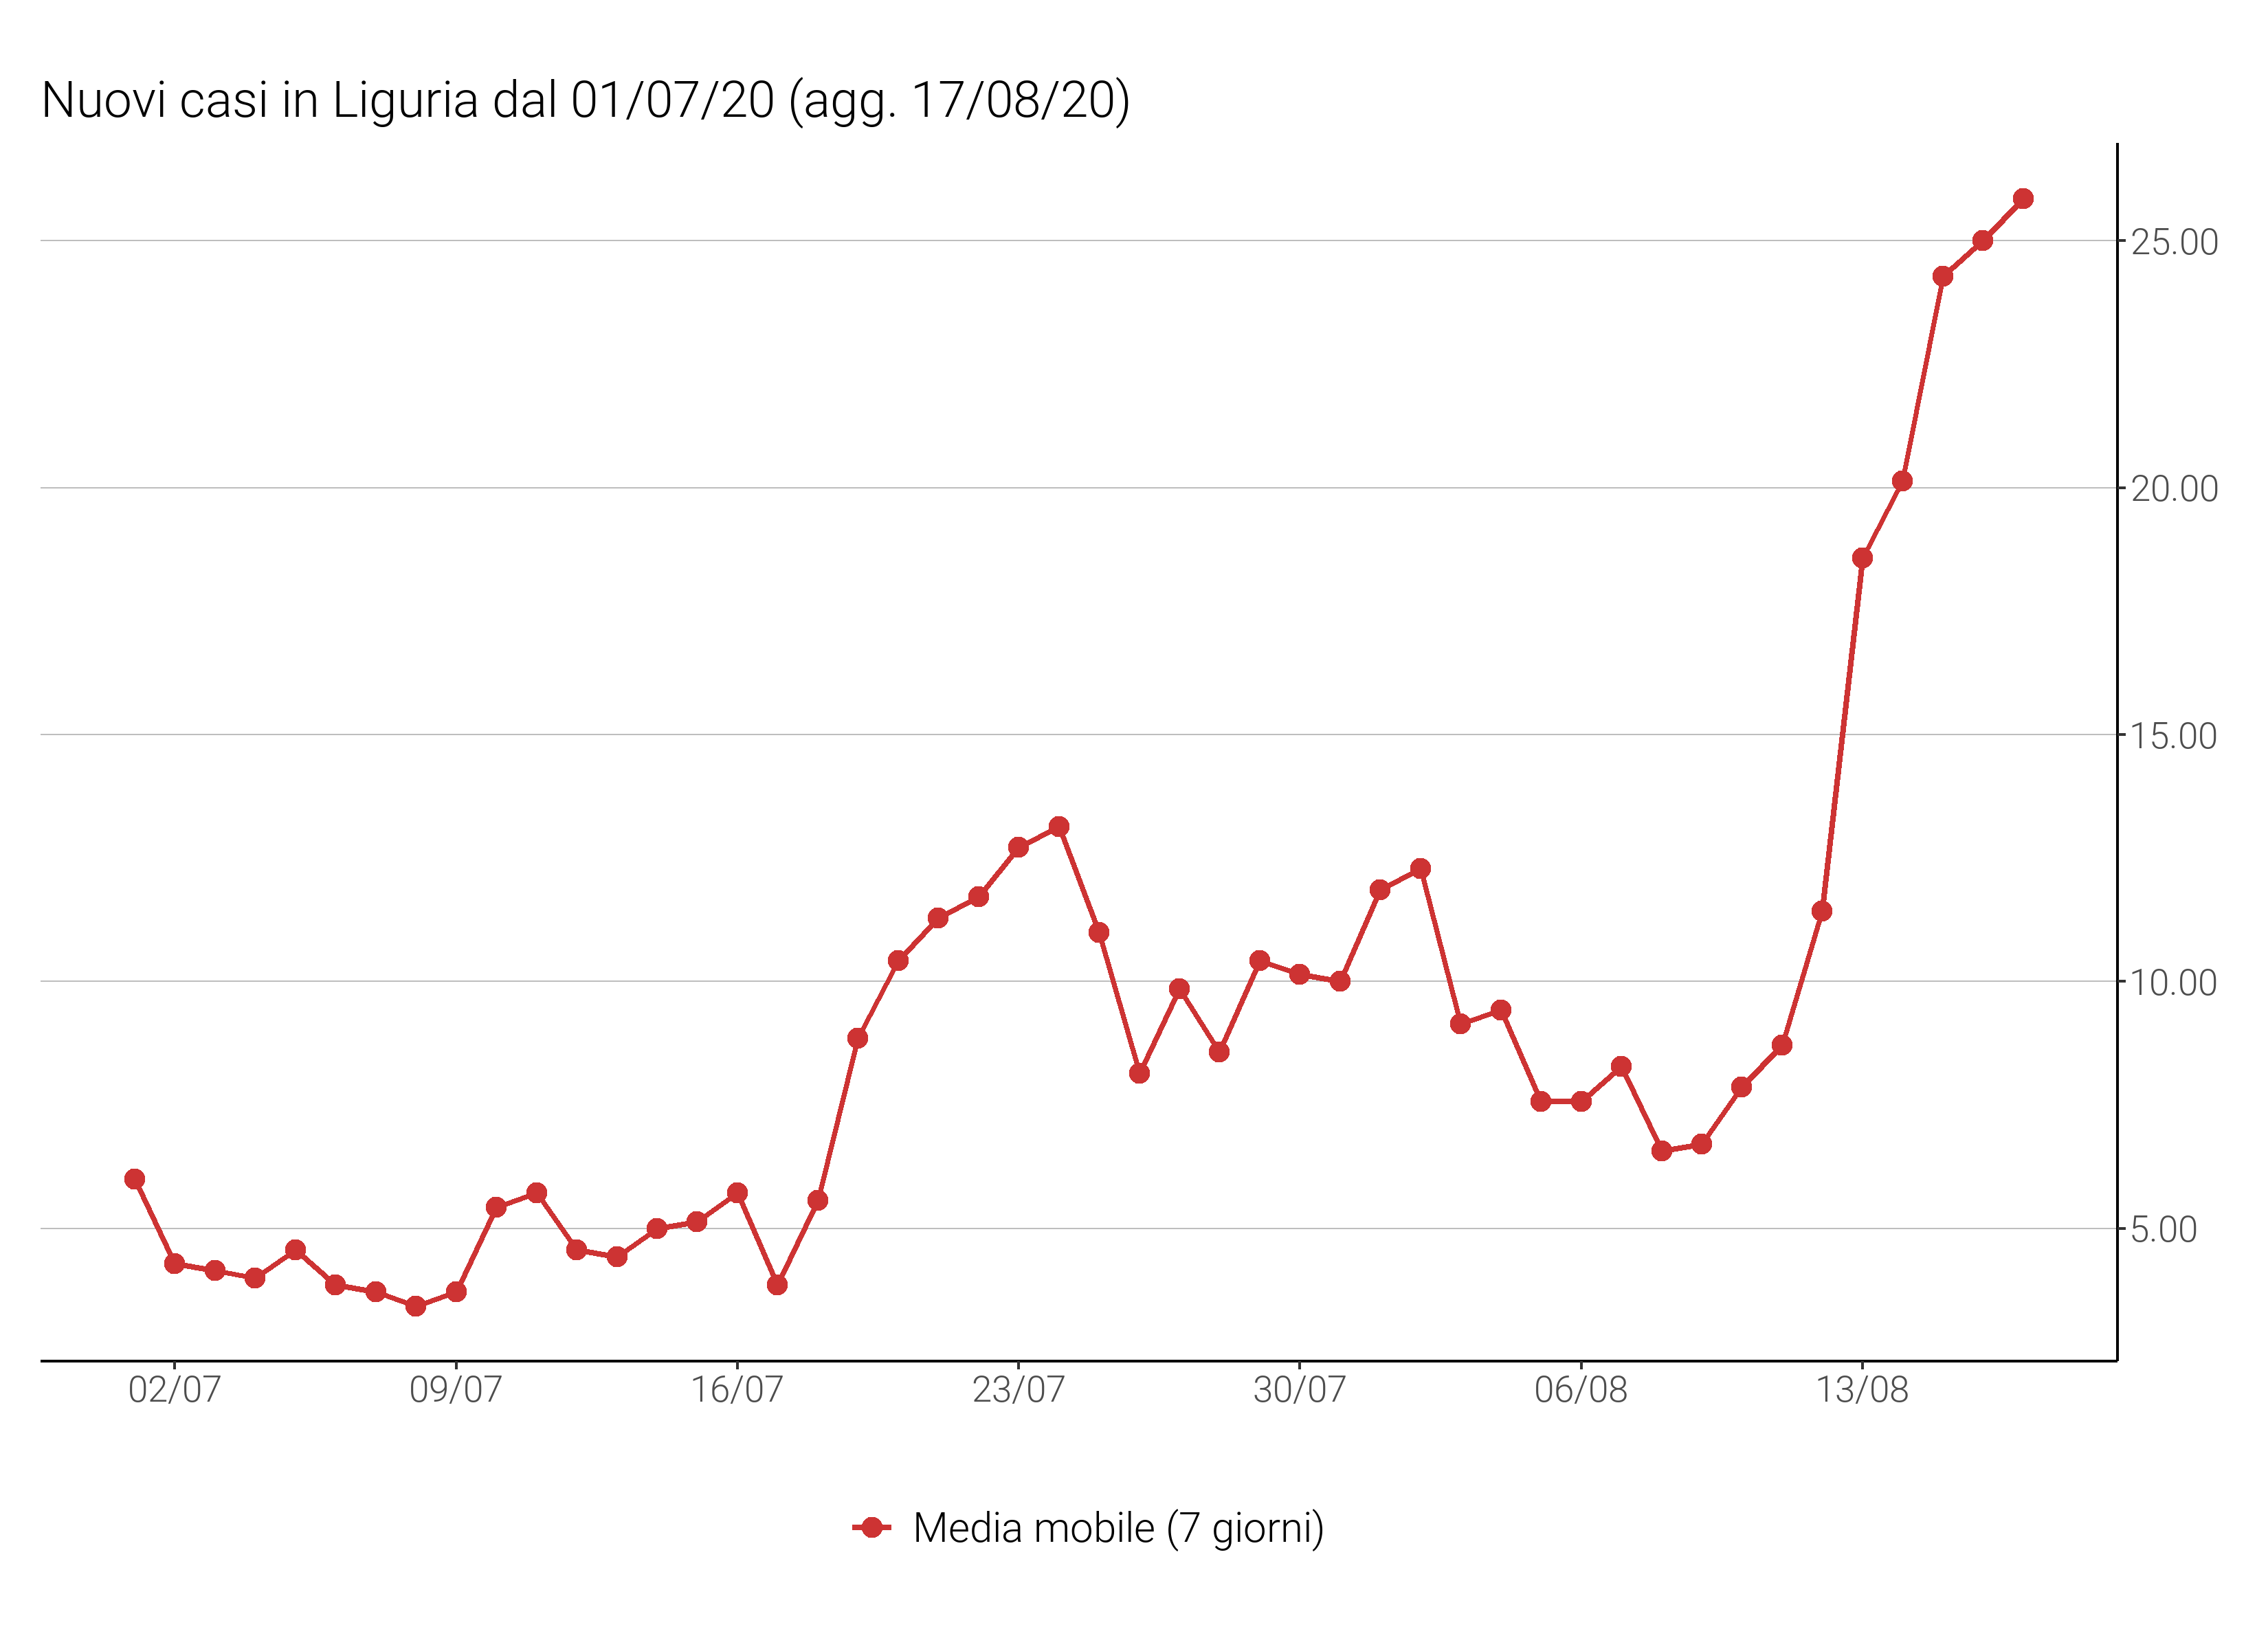 Nuovi casi in Liguria dal 01/07/20 (agg. 17/08/20)
25.00
20.00
15.00
10.00
5.00
02/07 09/07 16/07 23/07 30/07 06/08 13/08
Media mobile (7 giorni)